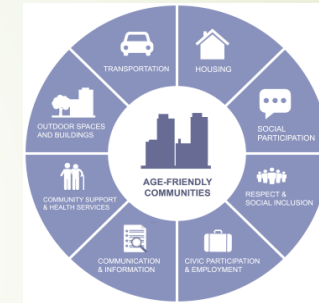 TRANSPORTATION
HOUSING
SOCIAL
PARTICIPATION
RESPECT &
SOCIAL INCLUSION
CIVIC PARTICIPATION
& EMPLOYMENT
COMMUNICATION
& INFORMATION
COMMUNITY SUPPORT
& HEALTH SERVICES
OUTDOOR SPACES
AND BUILDINGS
AGE-FRIENDLY
COMMUNITIES